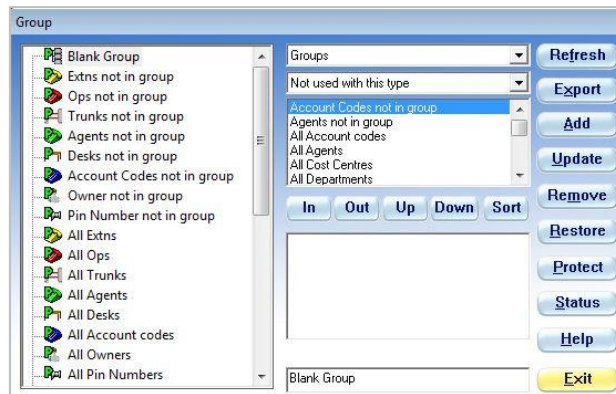 Group
Blank Group
Extns not in group
Ops not in group
Trunks not in group
Agents not in group
Desks not in group
Account Codes not in group
Owner not in group
Pin Number not in group
All Extns
All Ops
All Trunks
All Agents
All Desks
All Account codes
All Owners
All Pin Numbers
Groups
Not used with this type
Account Codes not in group
Agents not in group
All Account codes
All Agents
All Cost Centres
All Departments
In Out Up Down Sort
Blank Group
Refresh
Export
Add
Update
Remove
Restore
Protect
Status
Help
Exit